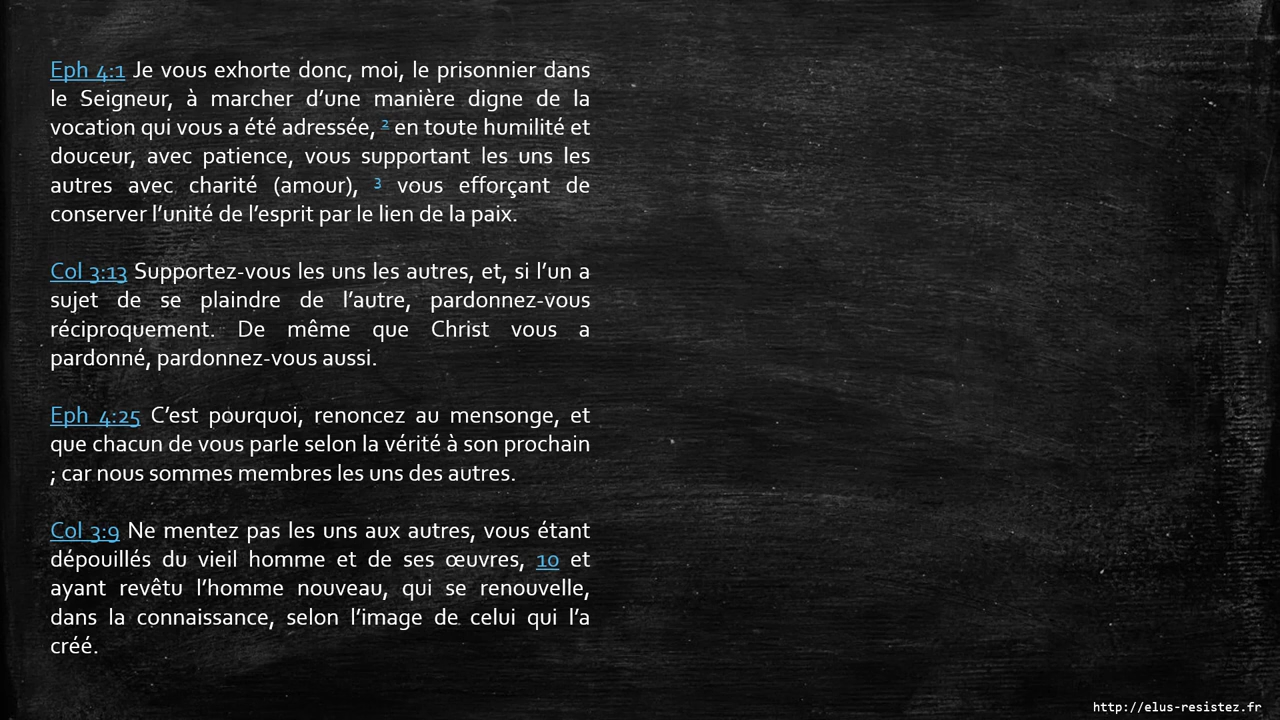 Eph 4:1 Je vous exhorte donc, moi, le prisonnier dans
le Seigneur, à marcher d’une manière digne de la
vocation qui vous a été adressée, 2 en toute humilité et
douceur, avec patience, vous supportant les uns les
autres avec charité (amour), 3 vous efforçant de
conserver l’unité de l’esprit par le lien de la paix.
Col 3:13 Supportez-vous les uns les autres, et, si l’un a
sujet de se plaindre de l’autre, pardonnez-vous
réciproquement. De même que Christ vous a
pardonné, pardonnez-vous aussi.
Eph 4:25 C’est pourquoi, renoncez au mensonge, et
que chacun de vous parle selon la vérité à son prochain
; car nous sommes membres les uns des autres.
Col 3:9 Ne mentez pas les uns aux autres, vous étant
dépouillés du vieil homme et de ses œuvres, 10 et
ayant revêtu l’homme nouveau, qui se renouvelle,
dans la connaissance, selon l’image de celui qui l’a
créé.
http://elus-resistez.fr